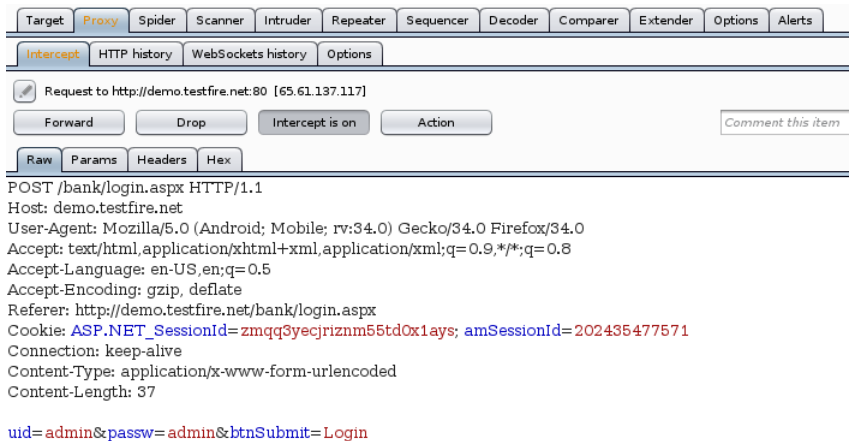 Target Proxy Spider Scanner Intruder Repeater Sequencer Decoder Comparer Extender Options Alerts
Intercept HTTP history WebSockets history Options
Request to http://demo.testfire.net:80 [65.61.137.117]
Forward Drop Intercept is on Action Comment this item
Raw Params Headers Hex
POST /bank/login.aspx HTTP/1.1
Host: demo.testfire.net
User-Agent: Mozilla/5.0 (Android; Mobile; rv:34.0) Gecko/34.0 Firefox/34.0
Accept: text/html,application/xhtml+xml,application/xml;q=0.9,*/*;q=0.8
Accept-Language: en-US,en;q=0.5
Accept-Encoding: gzip, deflate
Referer: http://demo.testfire.net/bank/login.aspx
Cookie: ASP.NET_SessionId=zmqq3yecjriznm55td0x1ays; amSessionId=202435477571
Connection: keep-alive
Content-Type: application/x-www-form-urlencoded
Content-Length: 37
uid=admin&passw=admin&btnSubmit=Login